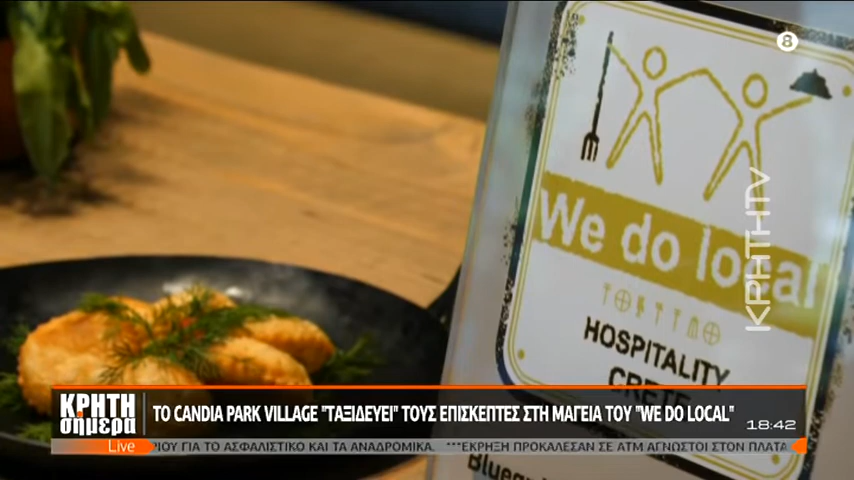 8
We do local
HOSPITALITY
CRETE
ΚΡΗΤΗTV
ΚΡΗΤΗ
σήμερα
ΤΟ CANDIA PARK VILLAGE "ΤΑΞΙΔΕΥΕΙ" ΤΟΥΣ ΕΠΙΣΚΕΠΤΕΣ ΣΤΗ ΜΑΓΕΙΑ ΤΟΥ "WE DO LOCAL"
18:42
Live
ΡΙΟΥ ΓΙΑ ΤΟ ΑΣΦΑΛΙΣΤΙΚΟ ΚΑΙ ΤΑ ΑΝΑΔΡΟΜΙΚΑ. ***ΕΚΡΗΞΗ ΠΡΟΚΑΛΕΣΑΝ ΣΕ ΑΤΜ ΑΓΝΩΣΤΟΙ ΣΤΟΝ ΠΛΑΤΑ